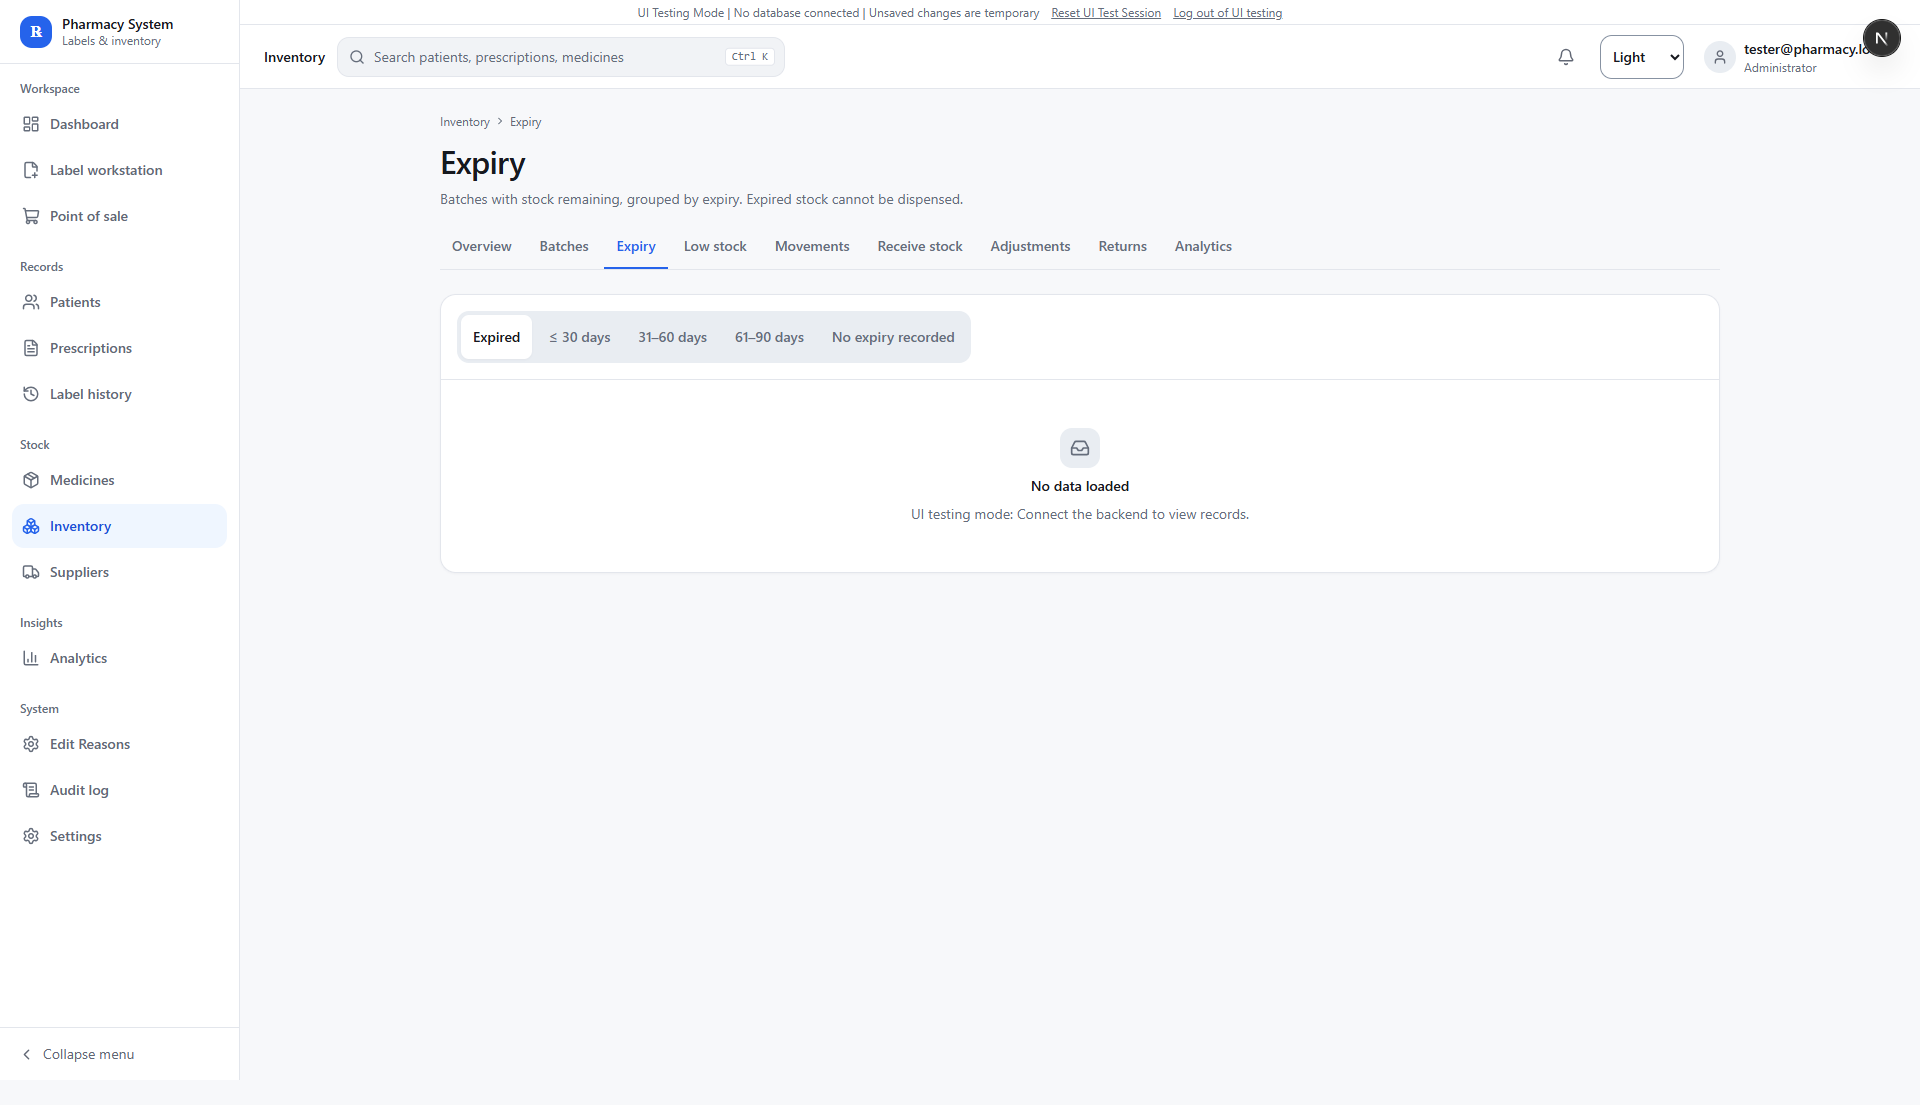 UI Testing Mode | No database connected | Unsaved changes are temporary Reset UI Test Session Log out of UI testing
Pharmacy System
Labels & inventory
Inventory
Search patients, prescriptions, medicines
Ctrl K
Light
tester@pharmacy.lo
Administrator
N
Workspace
Dashboard
Label workstation
Point of sale
Records
Patients
Prescriptions
Label history
Stock
Medicines
Inventory
Suppliers
Insights
Analytics
System
Edit Reasons
Audit log
Settings
Collapse menu
Inventory > Expiry
Expiry
Batches with stock remaining, grouped by expiry. Expired stock cannot be dispensed.
Overview Batches Expiry Low stock Movements Receive stock Adjustments Returns Analytics
Expired ≤ 30 days 31–60 days 61–90 days No expiry recorded
No data loaded
UI testing mode: Connect the backend to view records.